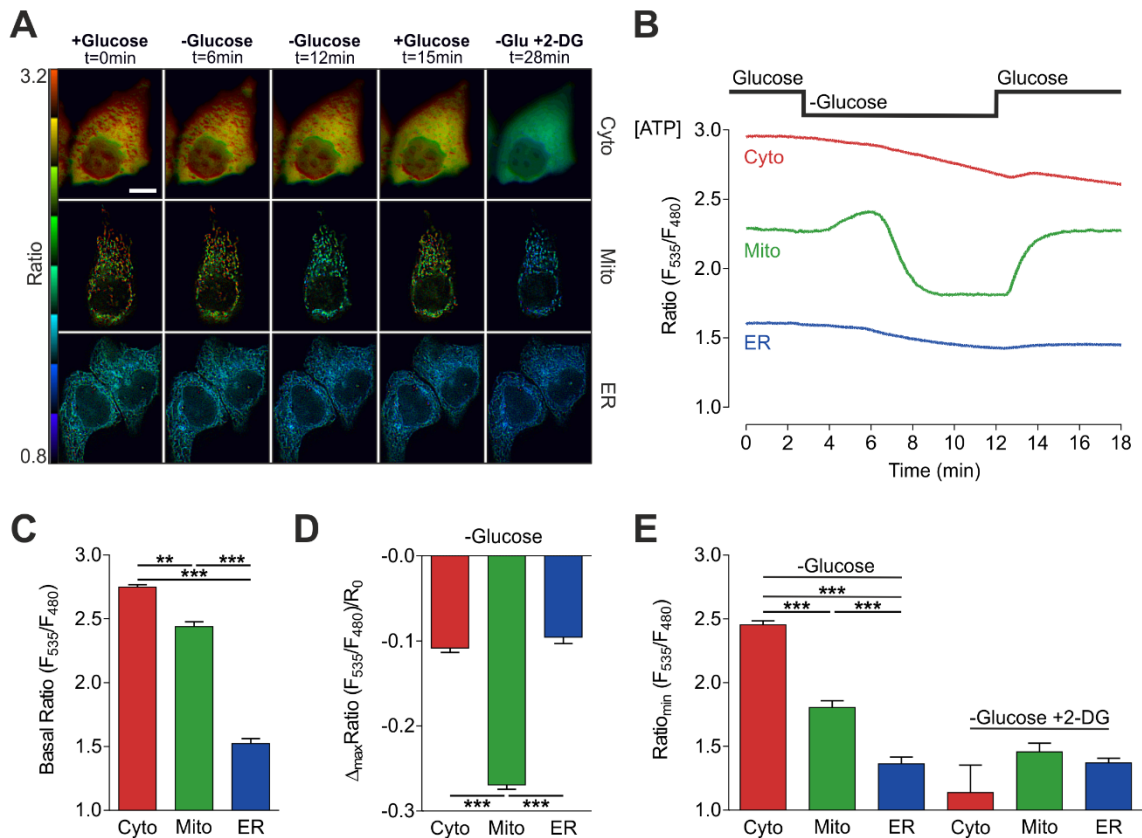 A
+Glucose -Glucose -Glucose +Glucose -Glu +2-DG
t=0min t=6min t=12min t=15min t=28min
3.2
Ratio
0.8
Cyto
Mito
ER
B
Glucose
-Glucose
Glucose
[ATP]
3.0
2.5
2.0
1.5
1.0
Ratio (F535/F480)
Cyto
Mito
ER
0 2 4 6 8 10 12 14 16 18
Time (min)
C
3.0
2.5
2.0
1.5
1.0
Basal Ratio (F535/F480)
** ***
***
Cyto Mito ER
D
-Glucose
-0.0
-0.1
-0.2
-0.3
ΔmaxRatio (F535/F480)/R0
*** ***
Cyto Mito ER
E
3.0
2.5
2.0
1.5
1.0
Ratiomin (F535/F480)
-Glucose
***
*** ***
-Glucose +2-DG
Cyto Mito ER Cyto Mito ER